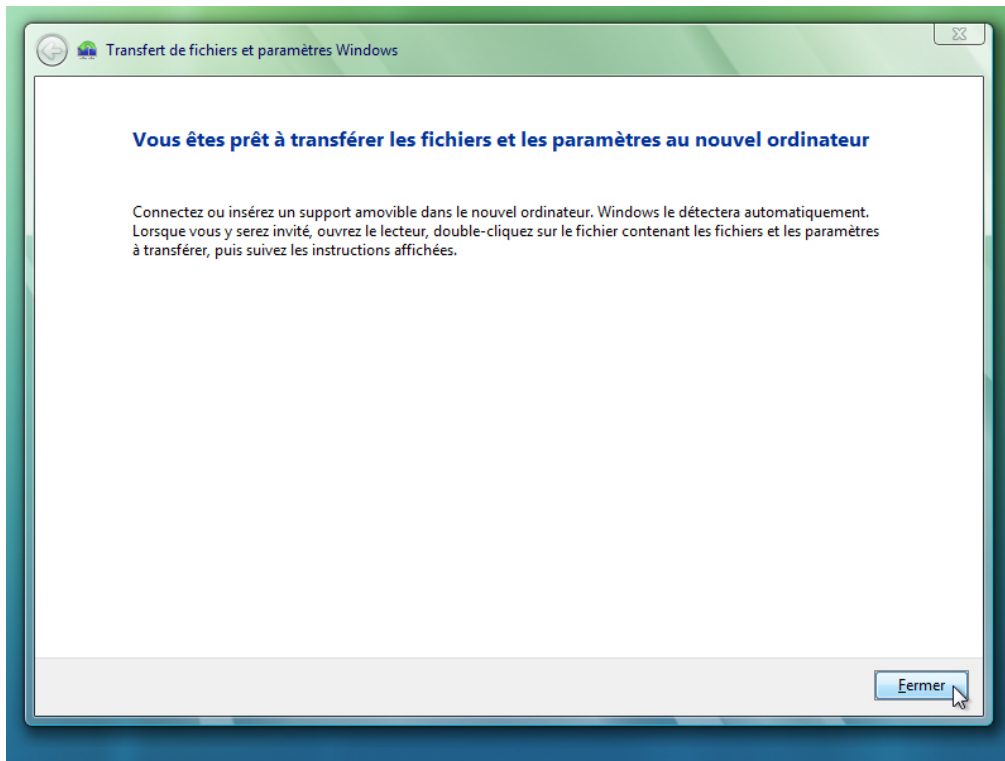 Transfert de fichiers et paramètres Windows
Vous êtes prêt à transférer les fichiers et les paramètres au nouvel ordinateur
Connectez ou insérez un support amovible dans le nouvel ordinateur. Windows le détectera automatiquement.
Lorsque vous y serez invité, ouvrez le lecteur, double-cliquez sur le fichier contenant les fichiers et les paramètres
à transférer, puis suivez les instructions affichées.
Fermer